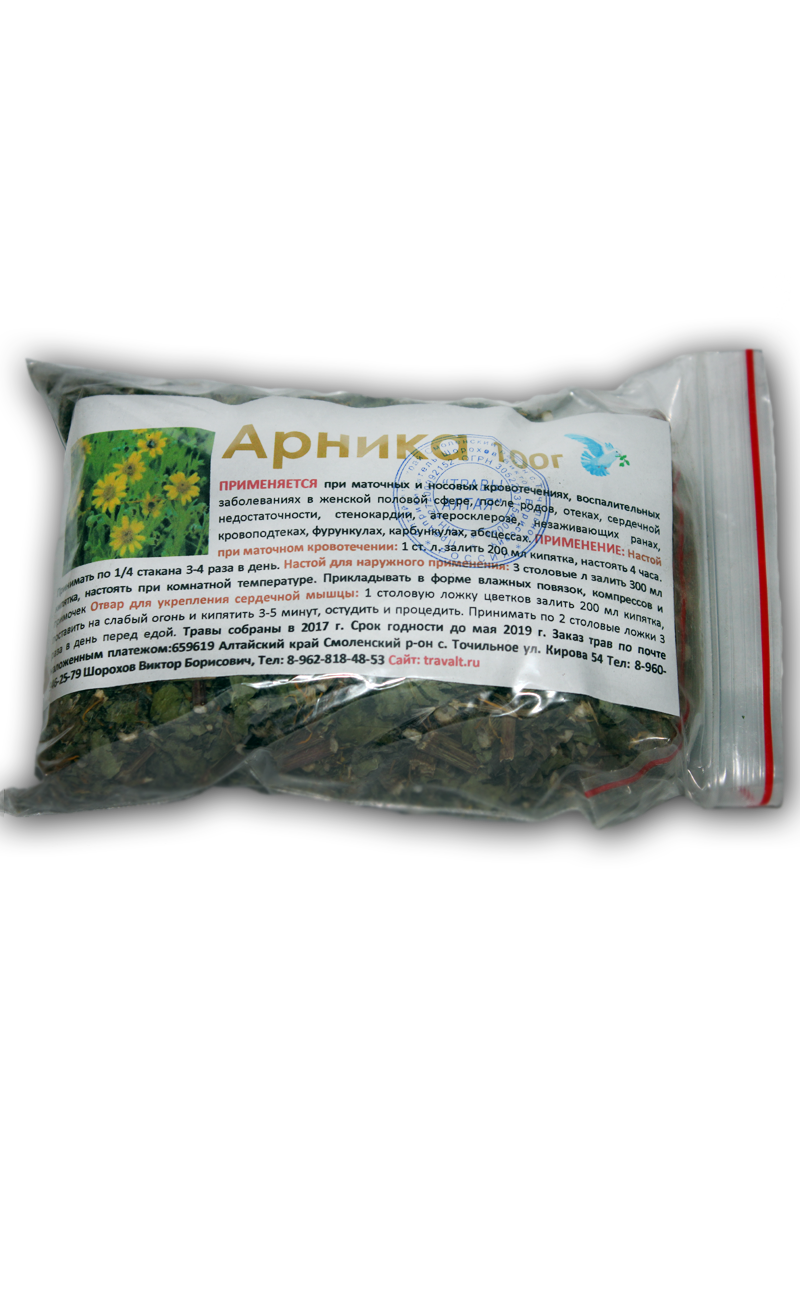 Арника 100г
ПРИМЕНЯЕТСЯ при маточных и носовых кровотечениях, воспалительных
заболеваниях в женской половой сфере, после родов, отеках, сердечной
недостаточности, стенокардии, атеросклерозе, незаживающих ранах,
кровоподтеках, фурункулах, карбункулах, абсцессах. ПРИМЕНЕНИЕ: Настой
при маточном кровотечении: 1 ст. л. залить 200 мл кипятка, настоять 4 часа.
по 1/4 стакана 3-4 раза в день. Настой для наружного применения: 3 столовые л залить 300 мл
настоять при комнатной температуре. Прикладывать в форме влажных повязок, компрессов и
Отвар для укрепления сердечной мышцы: 1 столовую ложку цветков залить 200 мл кипятка,
на слабый огонь и кипятить 3-5 минут, остудить и процедить. Принимать по 2 столовые ложки 3
в день перед едой. Травы собраны в 2017 г. Срок годности до мая 2019 г. Заказ трав по почте
платежом:659619 Алтайский край Смоленский р-он с. Точильное ул. Кирова 54 Тел: 8-960-
-25-79 Шорохов Виктор Борисович, Тел: 8-962-818-48-53 Сайт: travalt.ru
ТРАВЫ
АЛТАЯ